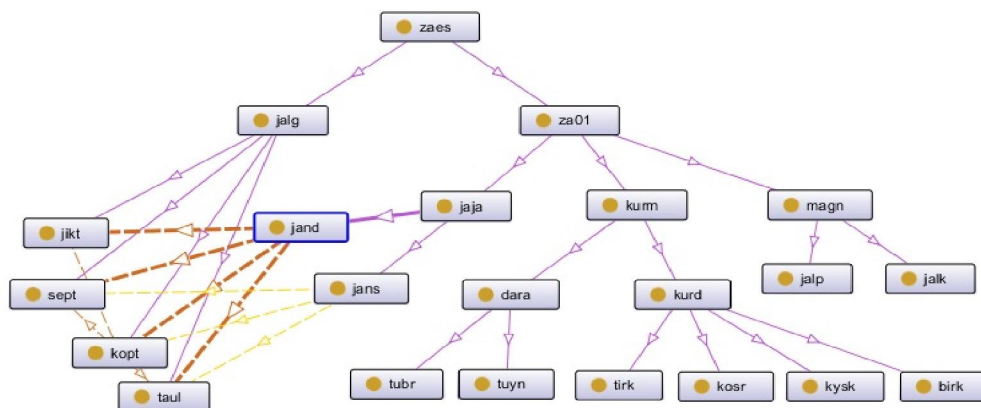 zaes
jalg
za01
jikt
jand
jaja
kurm
magn
sept
jans
dara
kurd
jalp
jalk
kopt
taul
tubr
tuyn
tirk
kosr
kysk
birk